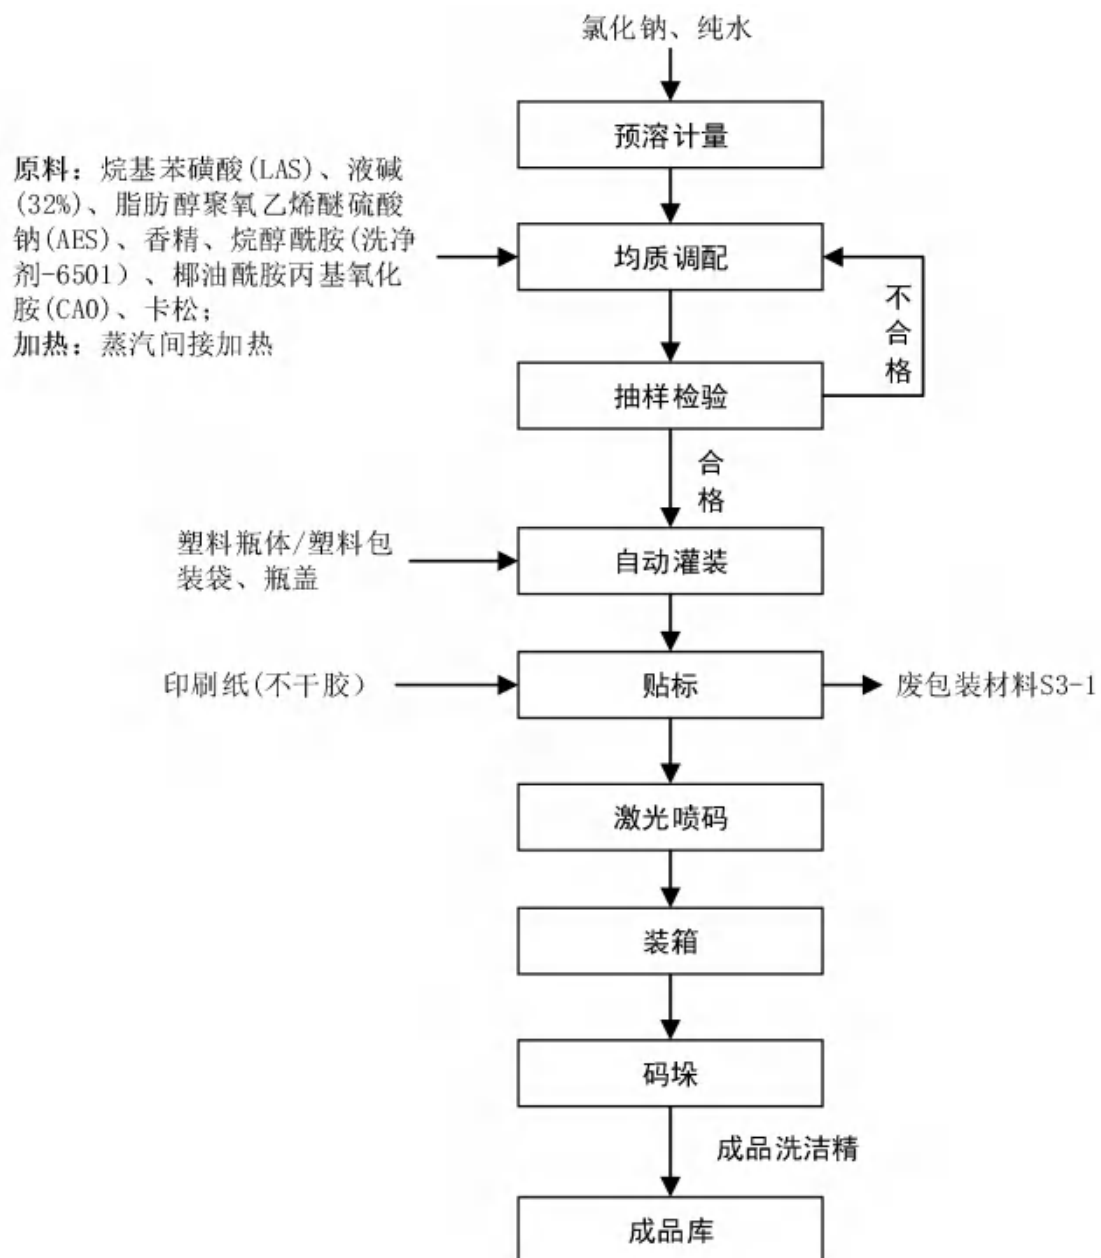 氯化钠、纯水
预溶计量
原料：烷基苯磺酸(LAS)、液碱
(32%)、脂肪醇聚氧乙烯醚硫酸
钠(AES)、香精、烷醇酰胺(洗净
剂-6501）、椰油酰胺丙基氧化
胺(CAO)、卡松；
加热：蒸汽间接加热
均质调配
不合格
抽样检验
合格
塑料瓶体/塑料包
装袋、瓶盖
自动灌装
印刷纸(不干胶）
贴标
废包装材料S3-1
激光喷码
装箱
码垛
成品洗洁精
成品库